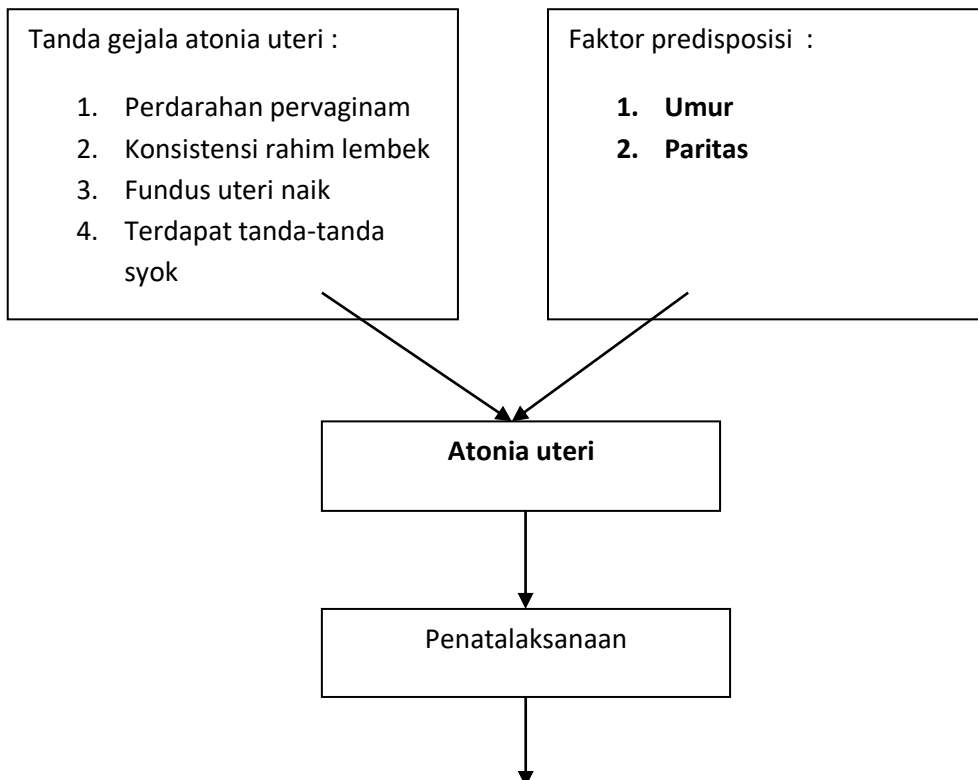 Tanda gejala atonia uteri :
1. Perdarahan pervaginam
2. Konsistensi rahim lembek
3. Fundus uteri naik
4. Terdapat tanda-tanda
syok
Faktor predisposisi :
1. Umur
2. Paritas
Atonia uteri
Penatalaksanaan